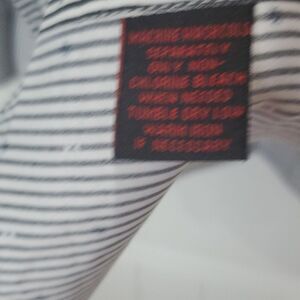 MACHINE WASH COLD
SEPARATELY
ONLY NON-
CHLORINE BLEACH
WHEN NEEDED
TUMBLE DRY LOW
WARM IRON
IF NECESSARY